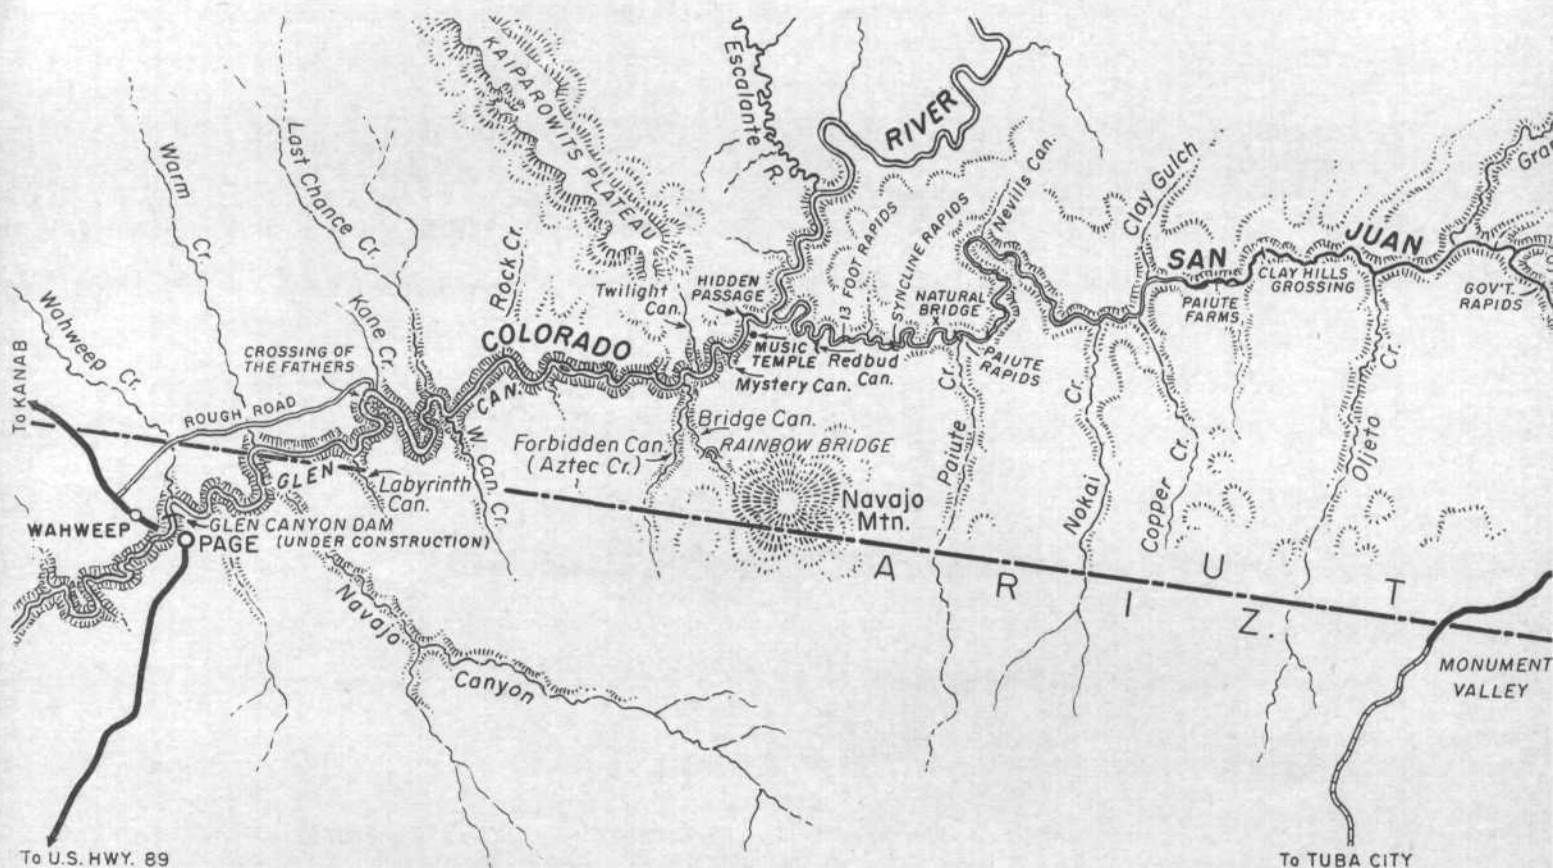 KAIPAROWITS PLATEAU
Escalante
R.
RIVER
Nevills Can.
Clay Gulch
Warm
Cr.
Last Chance Cr.
Rock Cr.
Twilight
Can.
HIDDEN
PASSAGE
13 FOOT RAPIDS
SYNCLINE RAPIDS
NATURAL
BRIDGE
SAN
JUAN
CLAY HILLS
GROSSING
PAIUTE
FARMS
GOV'T.
RAPIDS
Wahweep Cr.
Kane Cr.
CROSSING OF
THE FATHERS
COLORADO
MUSIC
TEMPLE
Redbud
Can.
Mystery Can.
PAIUTE
RAPIDS
To KANAB
ROUGH ROAD
CAN.
GLEN
W. Can. Cr.
Bridge Can.
RAINBOW BRIDGE
Forbidden Can.
(Aztec Cr.)
Labyrinth
Can.
Navajo
Mtn.
Paiute
Cr.
Nokai
Cr.
Copper Cr.
Oljeto
Cr.
WAHWEEP
GLEN CANYON DAM
(UNDER CONSTRUCTION)
PAGE
U T
A R I Z.
Navajo
Canyon
MONUMENT
VALLEY
To U.S. HWY. 89
To TUBA CITY